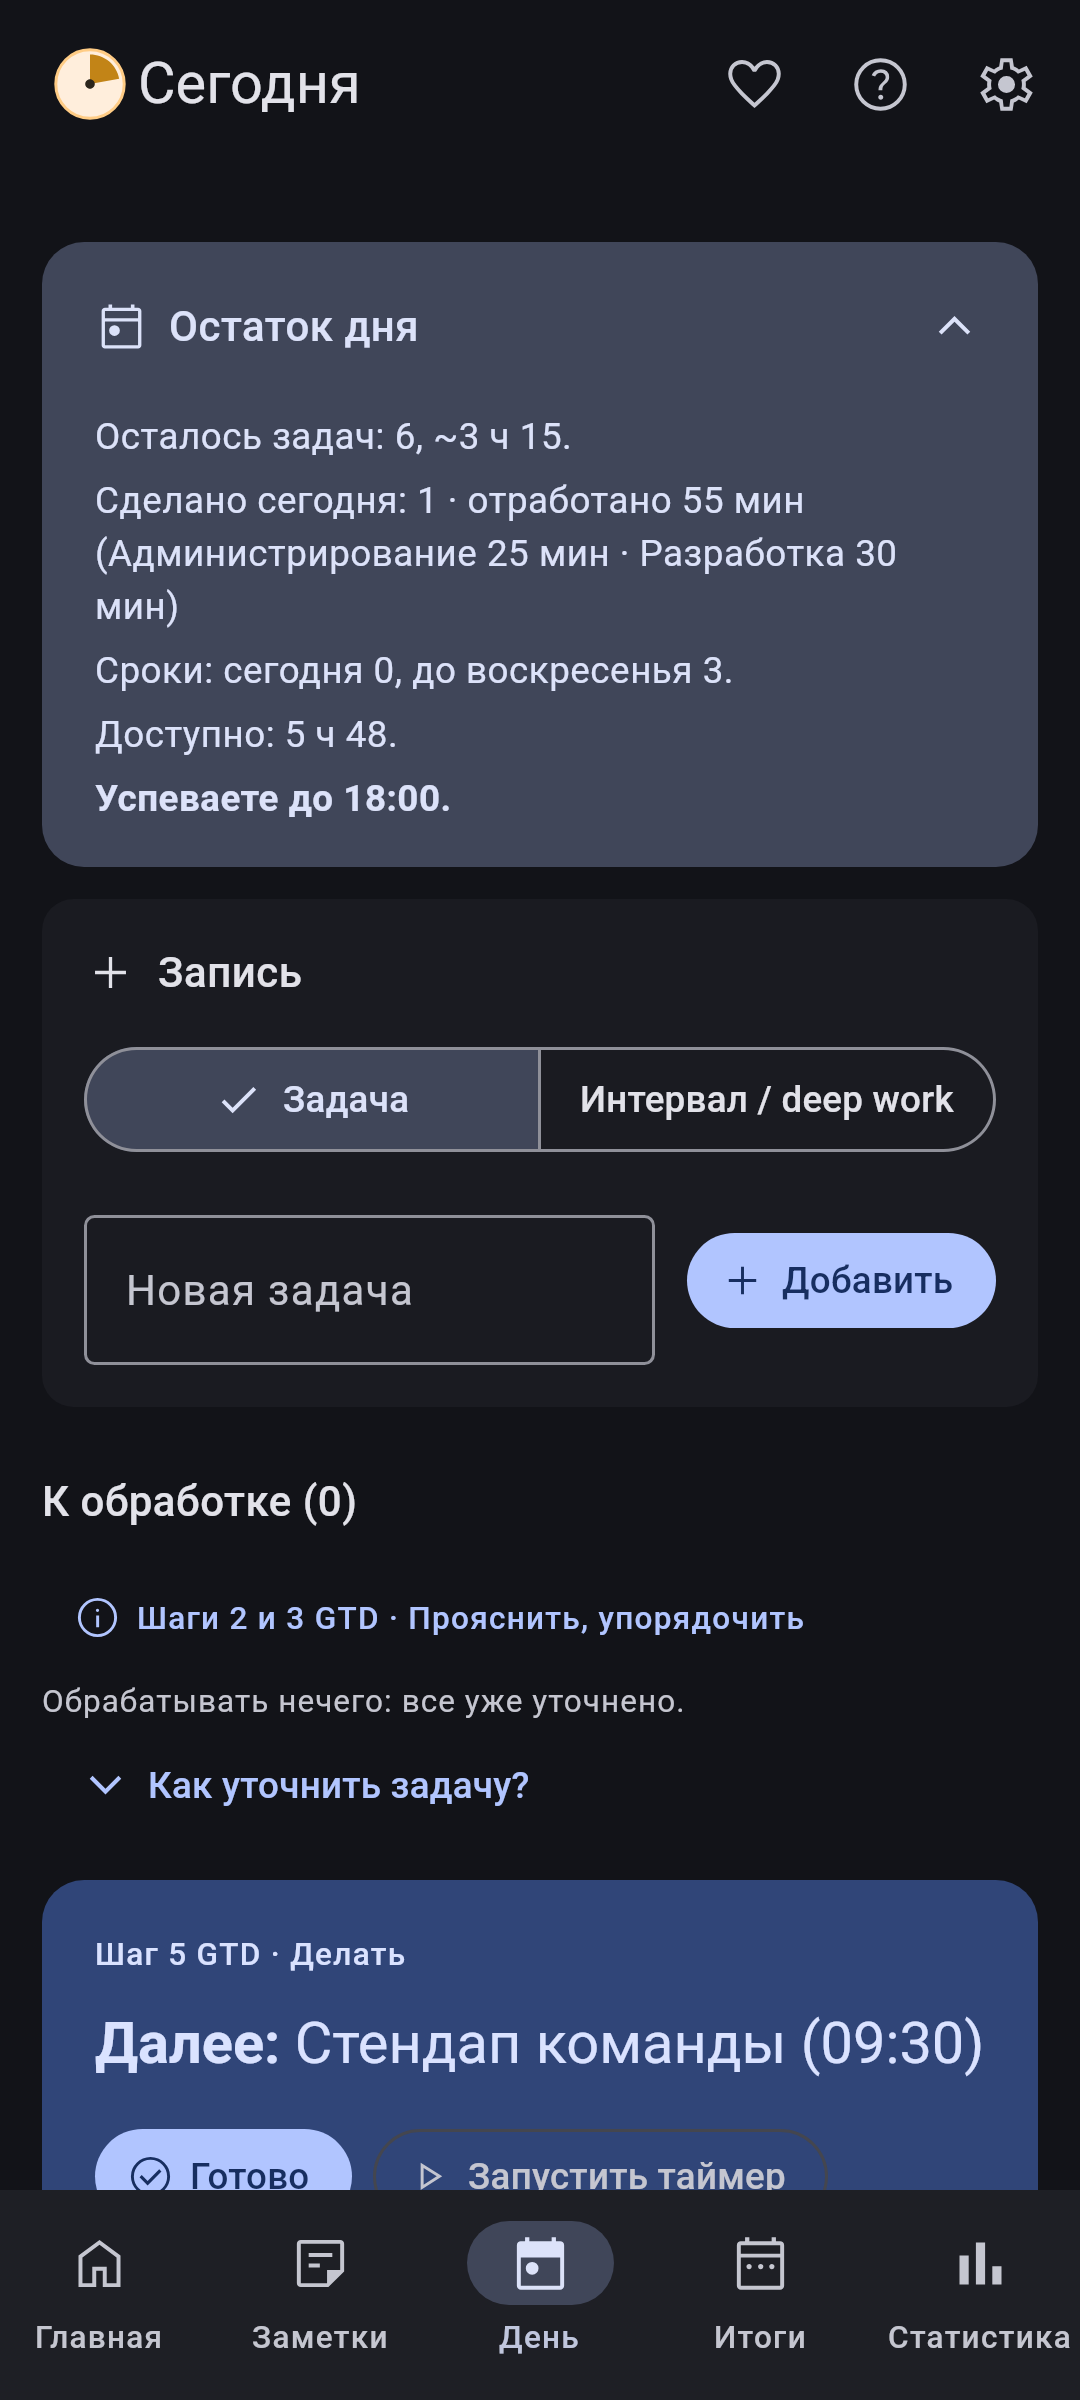 Сегодня
Остаток дня
Осталось задач: 6, ~3 ч 15.
Сделано сегодня: 1 · отработано 55 мин
(Администрирование 25 мин · Разработка 30
мин)
Сроки: сегодня 0, до воскресенья 3.
Доступно: 5 ч 48.
Успеваете до 18:00.
Запись
Задача
Интервал / deep work
Новая задача
Добавить
К обработке (0)
Шаги 2 и 3 GTD · Прояснить, упорядочить
Обрабатывать нечего: все уже уточнено.
Как уточнить задачу?
Шаг 5 GTD · Делать
Далее: Стендап команды (09:30)
Готово
Запустить таймер
Главная
Заметки
День
Итоги
Статистика